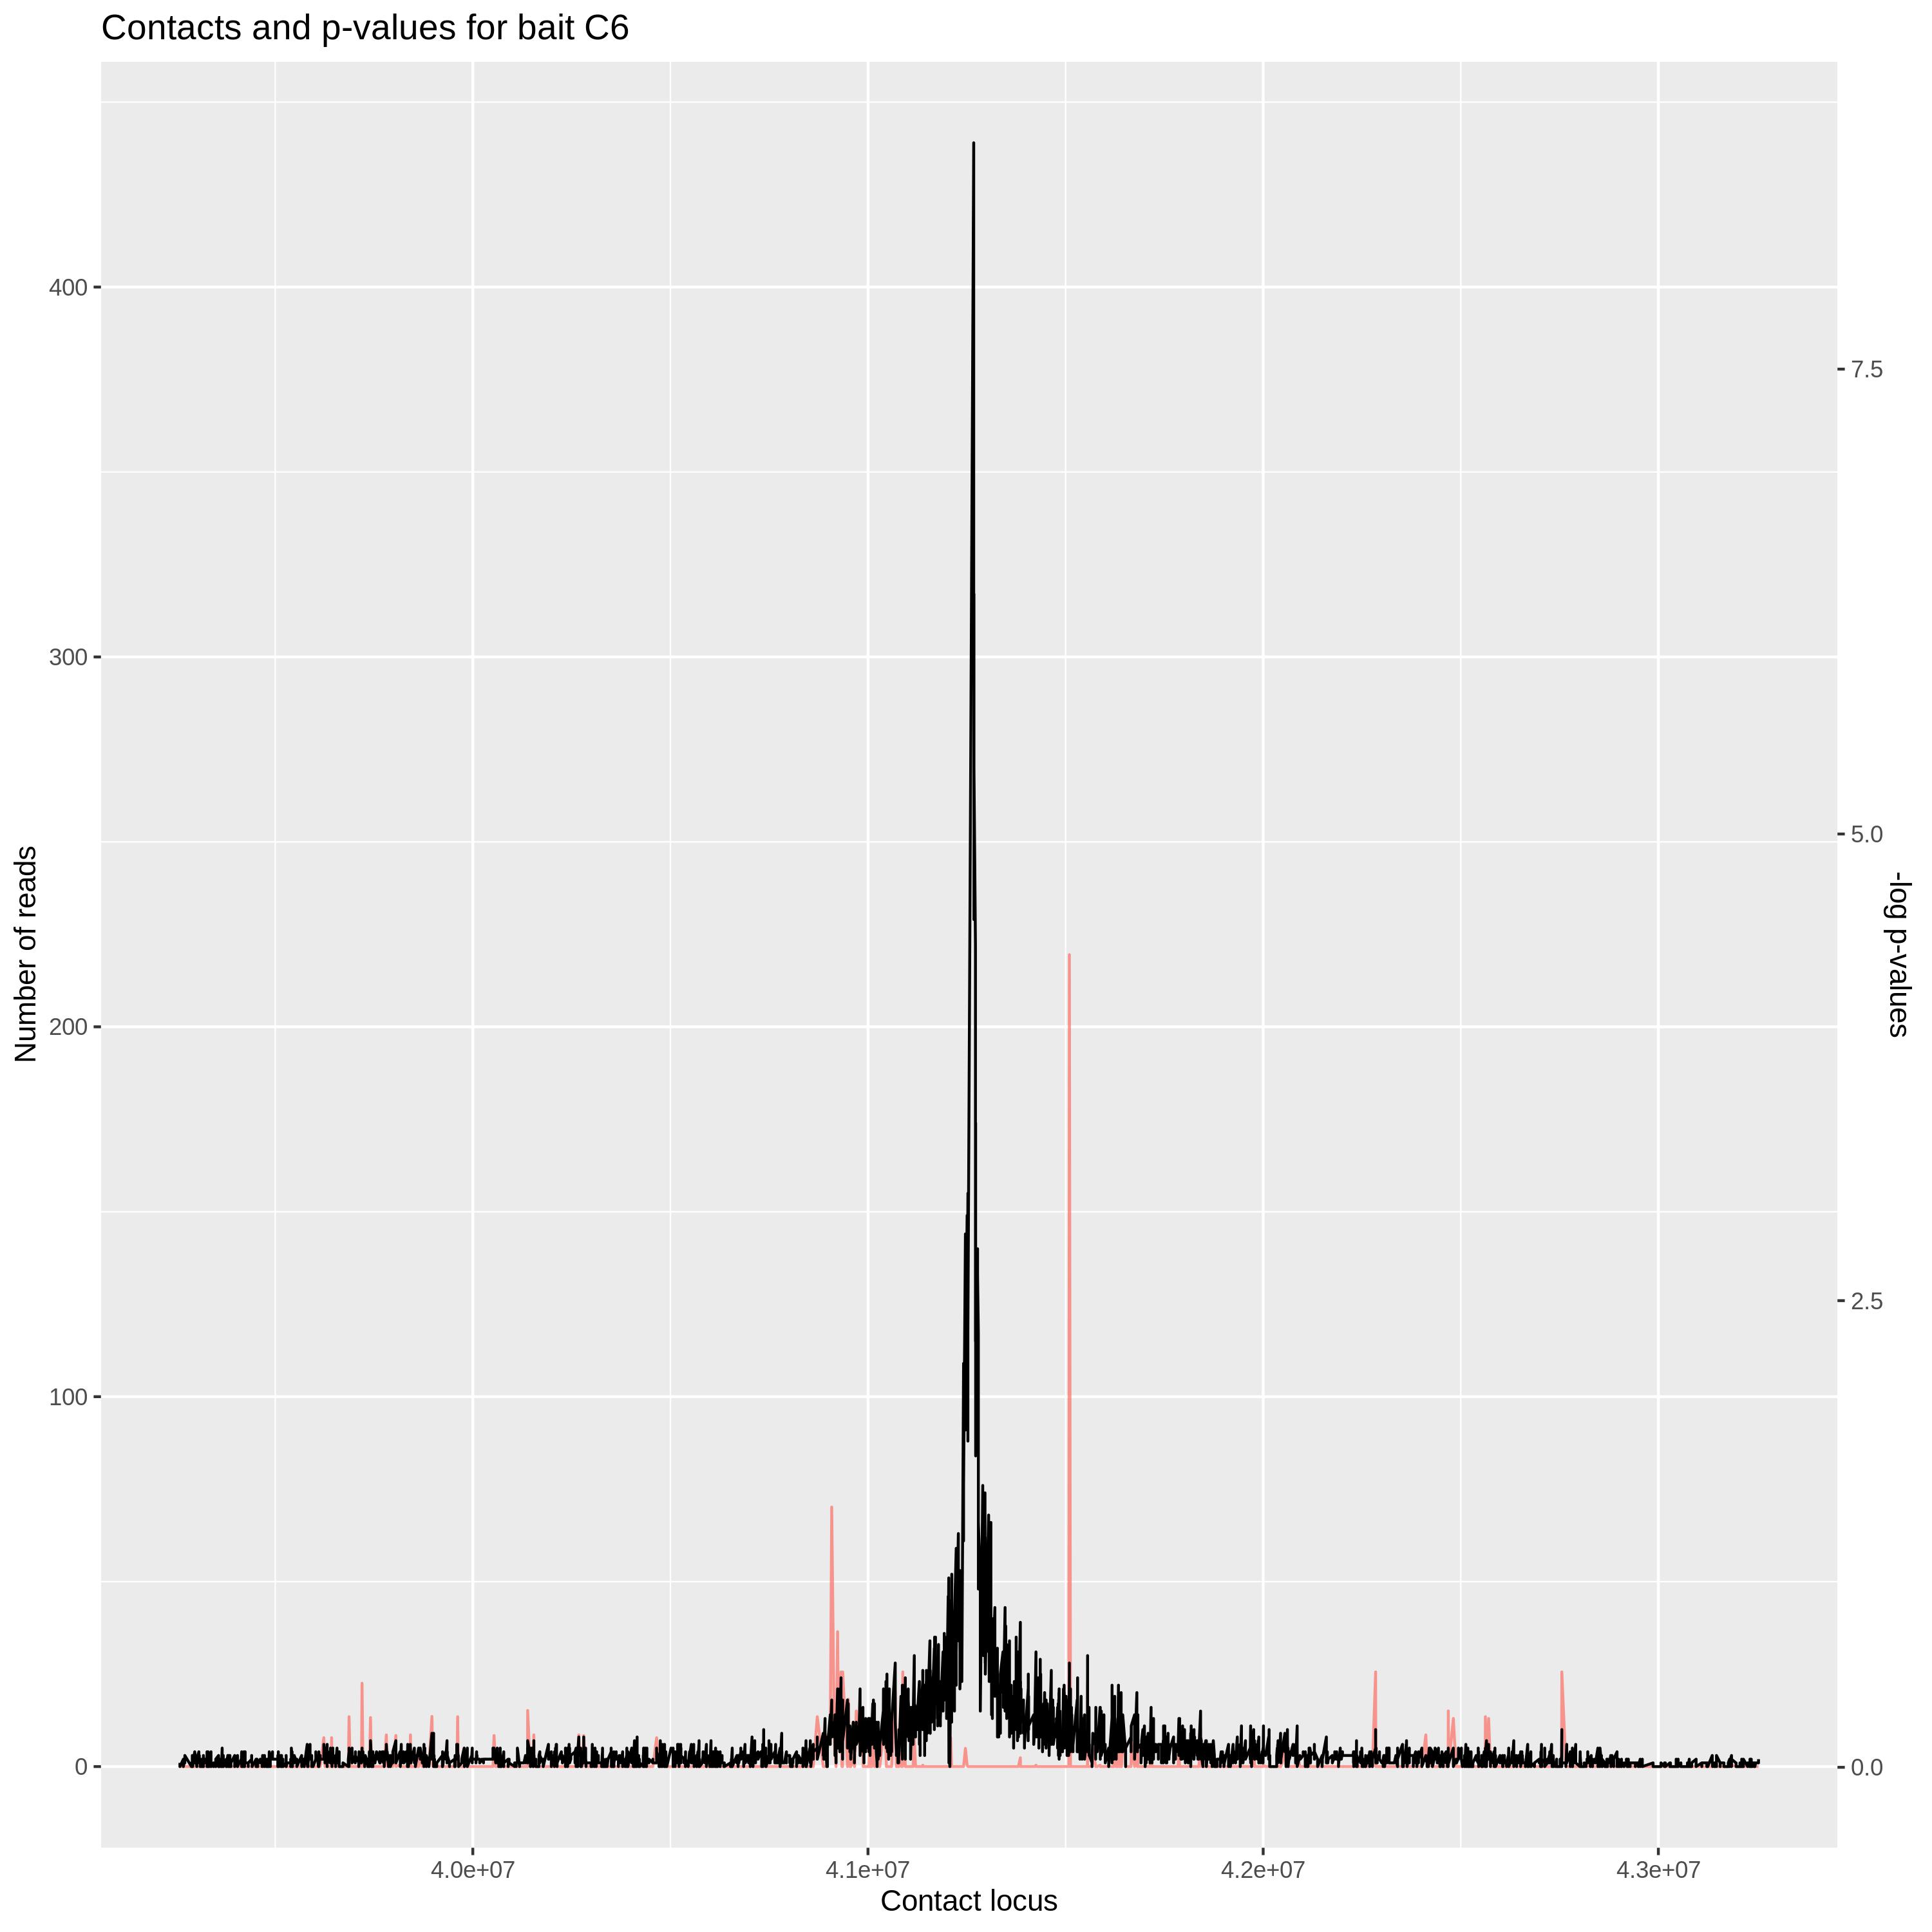 Contacts and p-values for bait C6
400
300
200
100
0
Number of reads
7.5
5.0
2.5
0.0
-log p-values
4.0e+07
4.1e+07
4.2e+07
4.3e+07
Contact locus